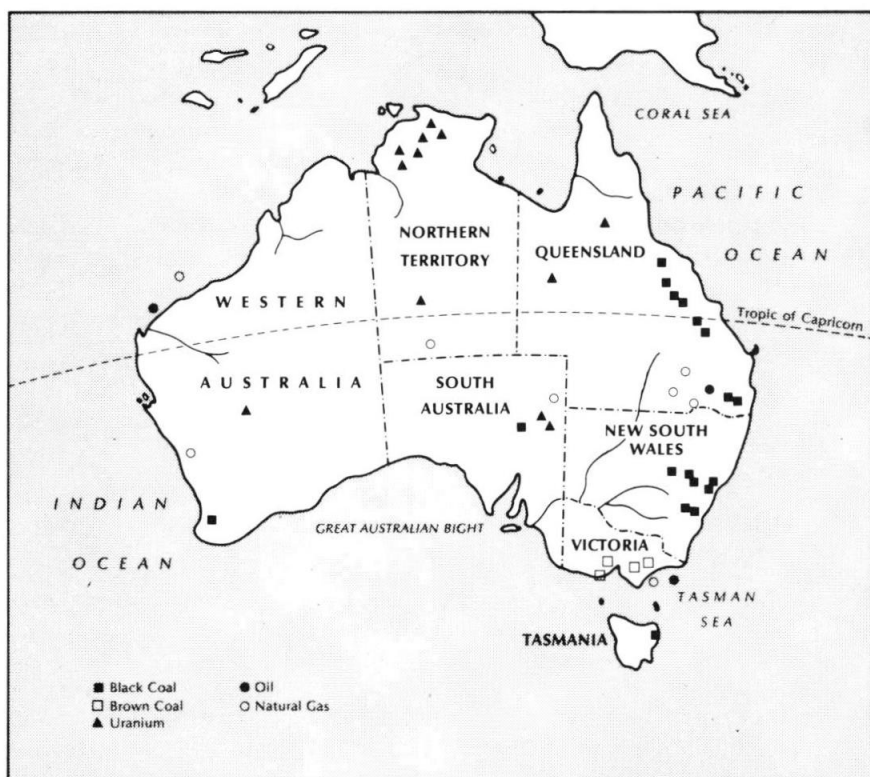 CORAL SEA
PACIFIC
OCEAN
NORTHERN
TERRITORY
QUEENSLAND
WESTERN
Tropic of Capricorn
AUSTRALIA
SOUTH
AUSTRALIA
NEW SOUTH
WALES
INDIAN
OCEAN
GREAT AUSTRALIAN BIGHT
VICTORIA
TASMAN
SEA
TASMANIA
Black Coal
Brown Coal
Uranium
Oil
Natural Gas